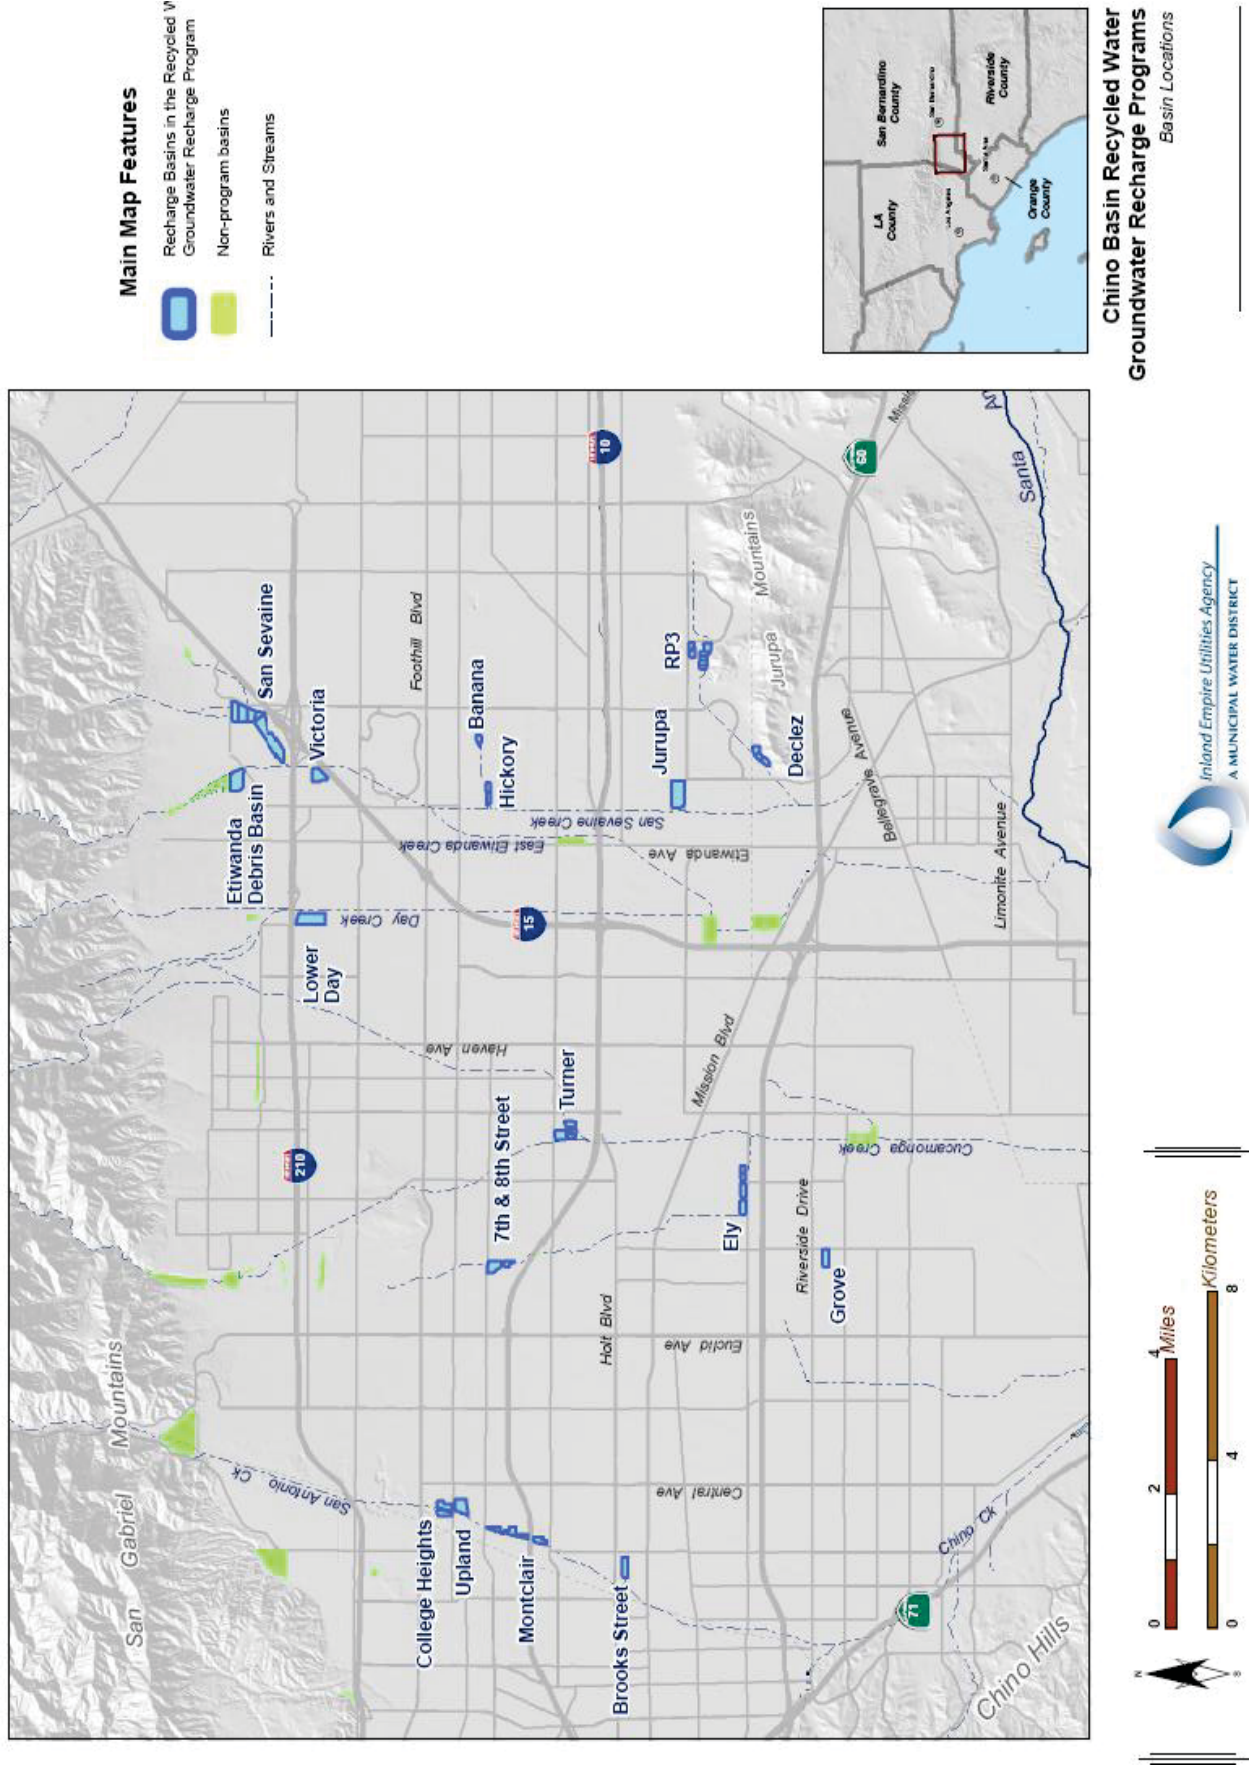 Main Map Features
Recharge Basins in the Recycled W
Groundwater Recharge Program
Non-program basins
Rivers and Streams
San Gabriel Mountains
San Antonio Ck
College Heights
Upland
Montclair
Brooks Street
71
Chino Ck
Chino Hills
Central Ave
Euclid Ave
Holt Blvd
210
7th & 8th Street
Turner
Ely
Riverside Drive
Grove
Cucamonga Creek
Haven Ave
Mission Blvd
Lower
Day
Day Creek
15
Etiwanda
Debris Basin
San Sevaine
Victoria
Foothill Blvd
Banana
Hickory
East Etiwanda Creek
San Sevaine Creek
Etiwanda Ave
Jurupa
RP3
Declez
Jurupa Mountains
10
60
Bellegrave Avenue
Limonite Avenue
Santa
LA
County
San Bernardino
County
Riverside
County
Orange
County
Los Angeles
San Bernardino
Santa Ana
Chino Basin Recycled Water
Groundwater Recharge Programs
Basin Locations
Inland Empire Utilities Agency
A MUNICIPAL WATER DISTRICT
N
S
0 2 4 Miles
0 4 8 Kilometers